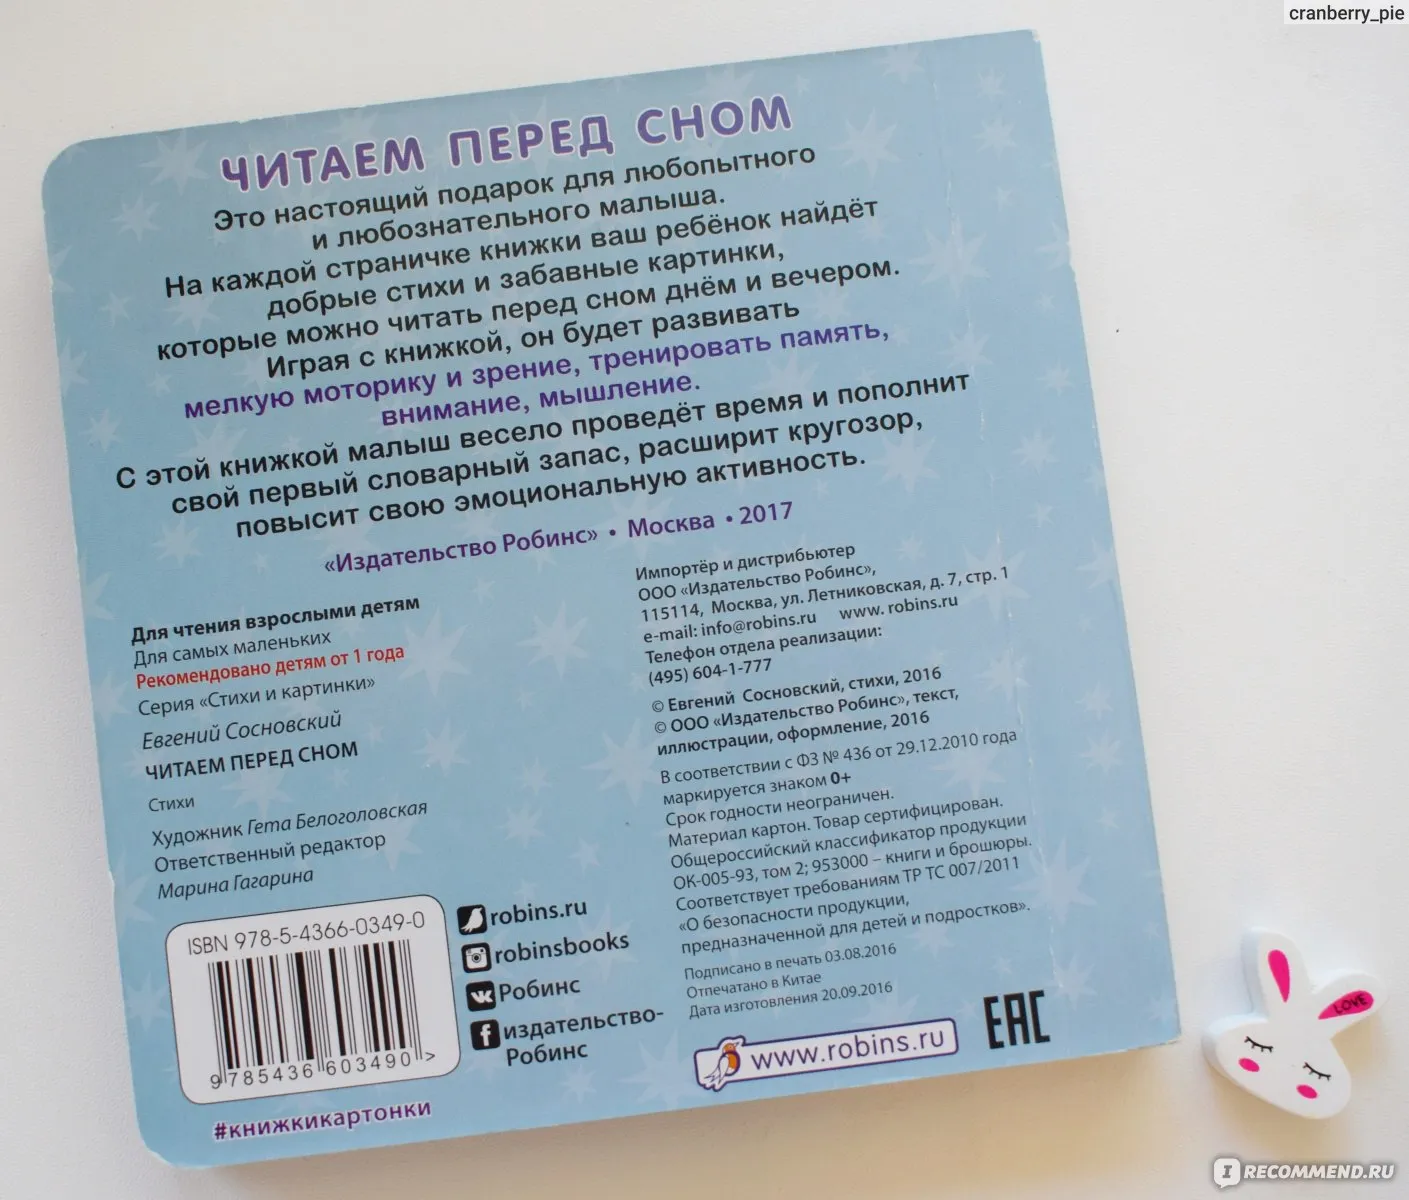 cranberry_pie
ЧИТАЕМ ПЕРЕД СНОМ
Это настоящий подарок для любопытного
и любознательного малыша.
На каждой страничке книжки ваш ребёнок найдёт
добрые стихи и забавные картинки,
которые можно читать перед сном днём и вечером.
Играя с книжкой, он будет развивать
мелкую моторику и зрение, тренировать память,
внимание, мышление.
С этой книжкой малыш весело проведёт время и пополнит
свой первый словарный запас, расширит кругозор,
повысит свою эмоциональную активность.
«Издательство Робинс» • Москва • 2017
Для чтения взрослыми детям
Для самых маленьких
Рекомендовано детям от 1 года
Серия «Стихи и картинки»
Евгений Сосновский
ЧИТАЕМ ПЕРЕД СНОМ
Стихи
Художник Гета Белоголовская
Ответственный редактор
Марина Гагарина
ISBN 978-5-4366-0349-0
9 785436 603490 >
#книжкикартонки
robins.ru
robinsbooks
Робинс
издательство-
Робинс
Импортёр и дистрибьютер
ООО «Издательство Робинс»,
115114, Москва, ул. Летниковская, д. 7, стр. 1
e-mail: info@robins.ru www. robins.ru
Телефон отдела реализации:
(495) 604-1-777
© Евгений Сосновский, стихи, 2016
© ООО «Издательство Робинс», текст,
иллюстрации, оформление, 2016
В соответствии с ФЗ № 436 от 29.12.2010 года
маркируется знаком 0+
Срок годности неограничен.
Материал картон. Товар сертифицирован.
Общероссийский классификатор продукции
ОК-005-93, том 2; 953000 – книги и брошюры.
Соответствует требованиям ТР ТС 007/2011
«О безопасности продукции,
предназначенной для детей и подростков».
Подписано в печать 03.08.2016
Отпечатано в Китае
Дата изготовления 20.09.2016
www.robins.ru
EAC
LOVE
IRECOMMEND.RU